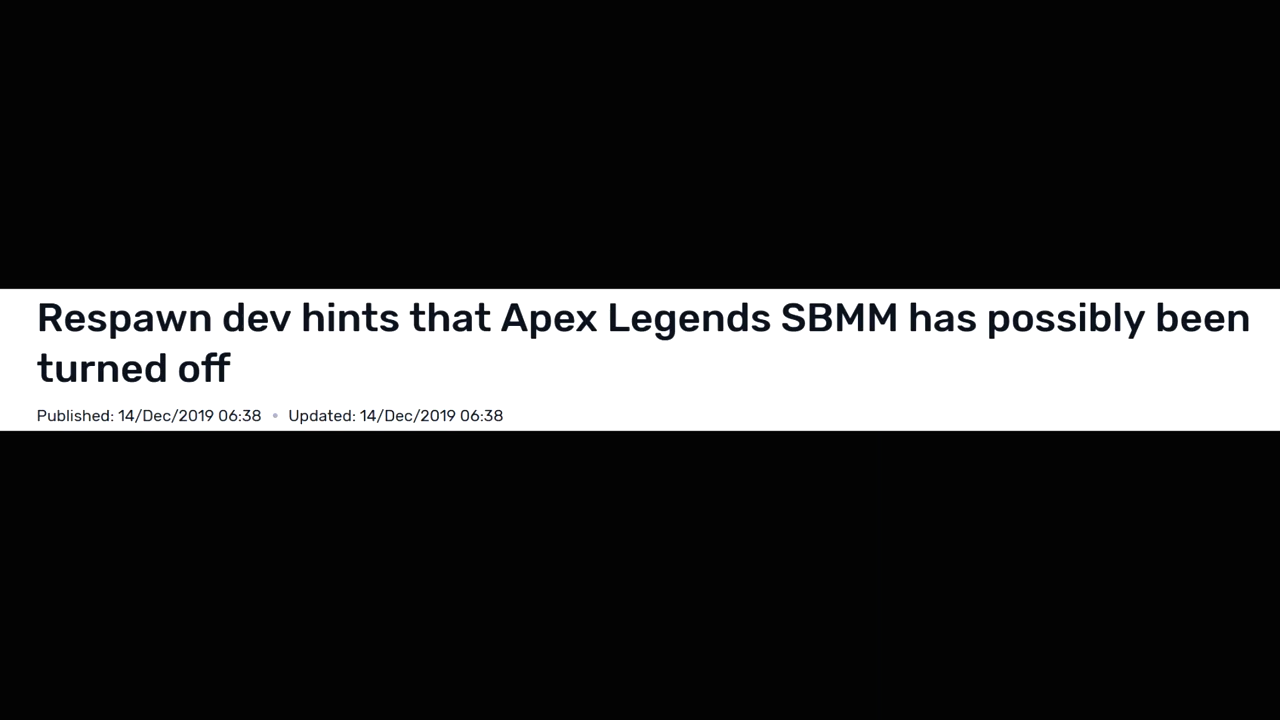 Respawn dev hints that Apex Legends SBMM has possibly been
turned off
Published: 14/Dec/2019 06:38 • Updated: 14/Dec/2019 06:38